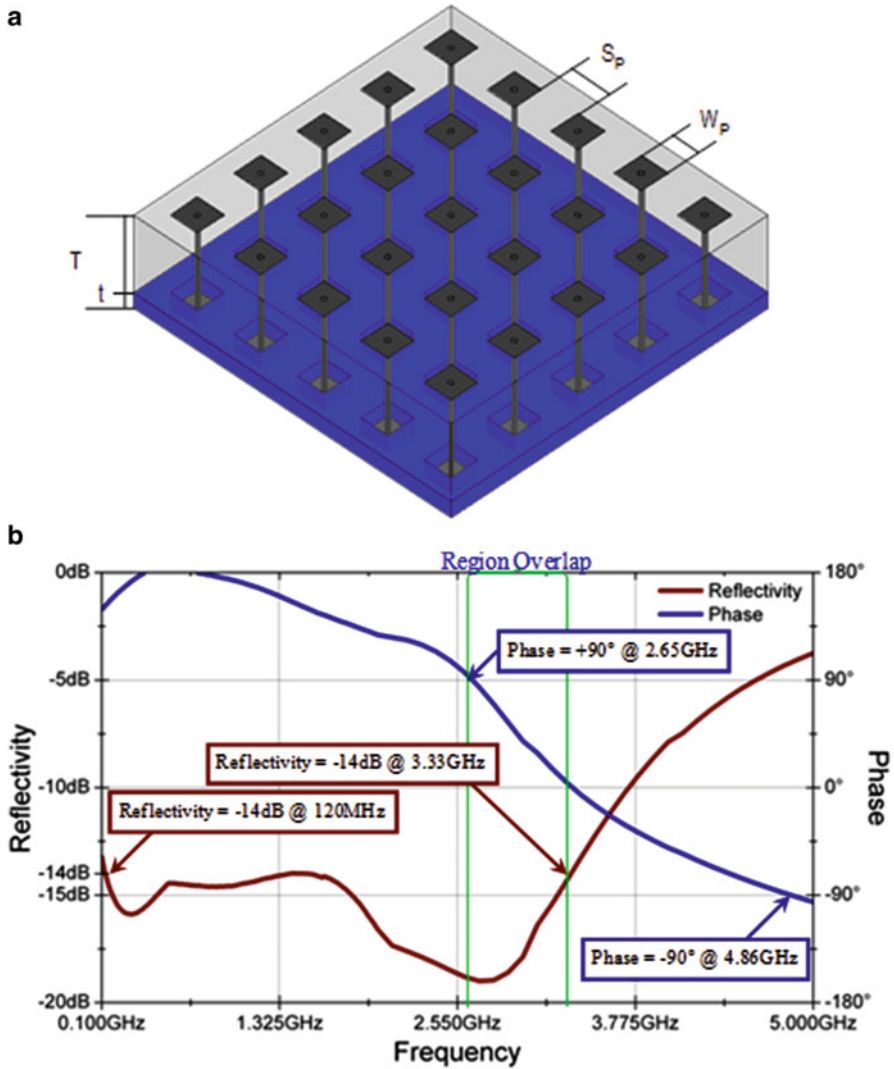 a
S_P
W_P
T
t
b
Region Overlap
0dB
-5dB
-10dB
-14dB
-15dB
-20dB
Reflectivity
180°
90°
0°
-90°
-180°
Phase
Reflectivity
Phase
Phase = +90° @ 2.65GHz
Reflectivity = -14dB @ 3.33GHz
Reflectivity = -14dB @ 120MHz
Phase = -90° @ 4.86GHz
0.100GHz 1.325GHz 2.550GHz 3.775GHz 5.000GHz
Frequency